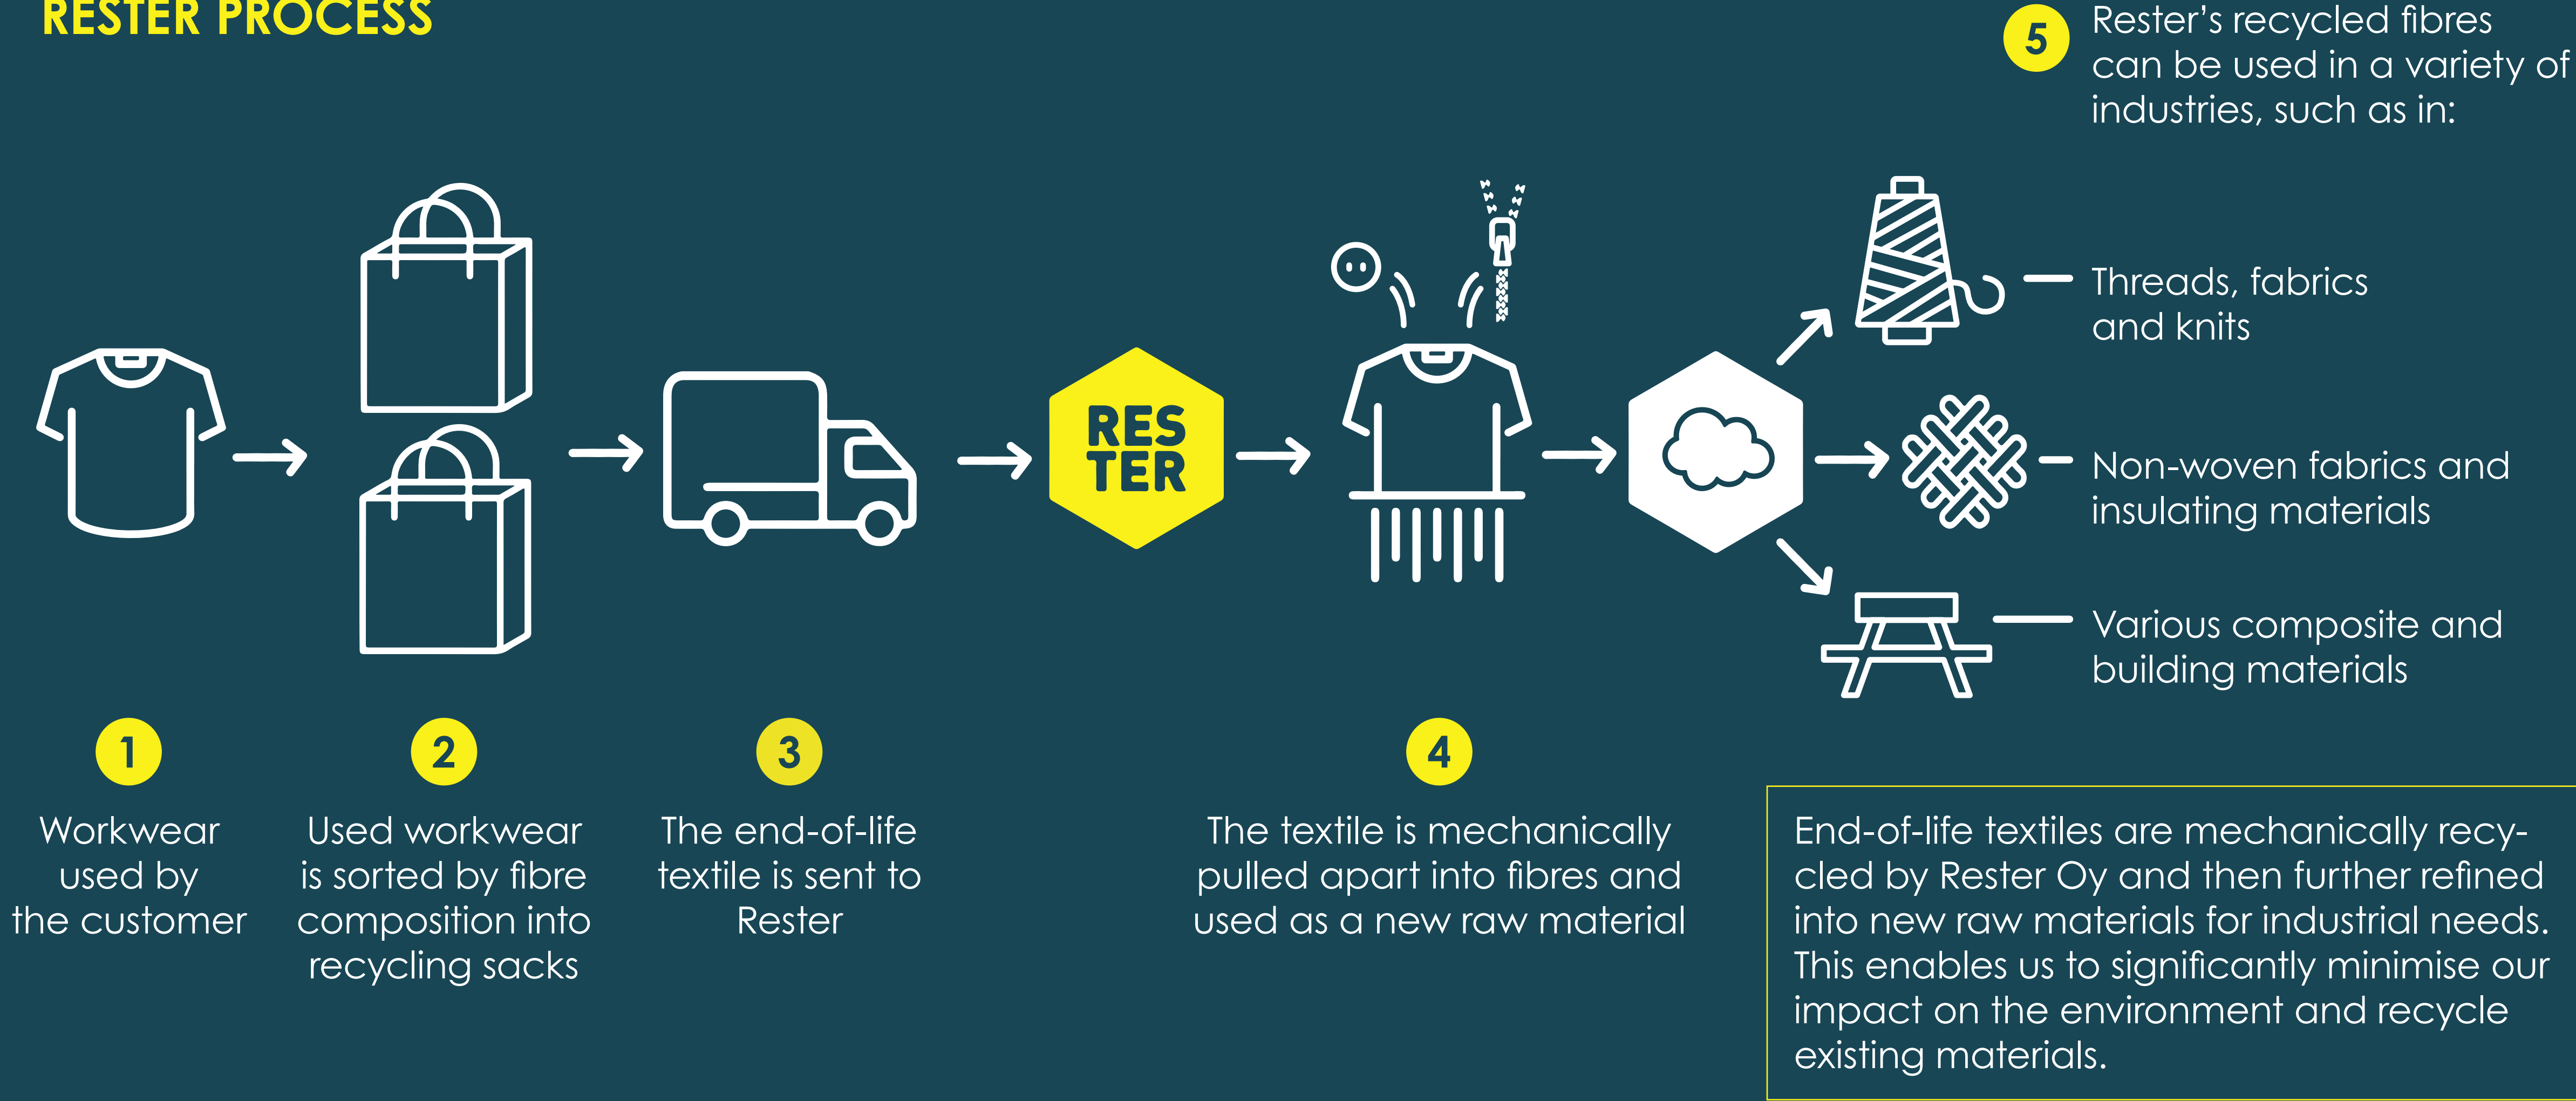 RESTER PROCESS
5
Rester's recycled fibres
can be used in a variety of
industries, such as in:
RES
TER
Threads, fabrics
and knits
Non-woven fabrics and
insulating materials
Various composite and
building materials
1
Workwear
used by
the customer
2
Used workwear
is sorted by fibre
composition into
recycling sacks
3
The end-of-life
textile is sent to
Rester
4
The textile is mechanically
pulled apart into fibres and
used as a new raw material
End-of-life textiles are mechanically recy-
cled by Rester Oy and then further refined
into new raw materials for industrial needs.
This enables us to significantly minimise our
impact on the environment and recycle
existing materials.